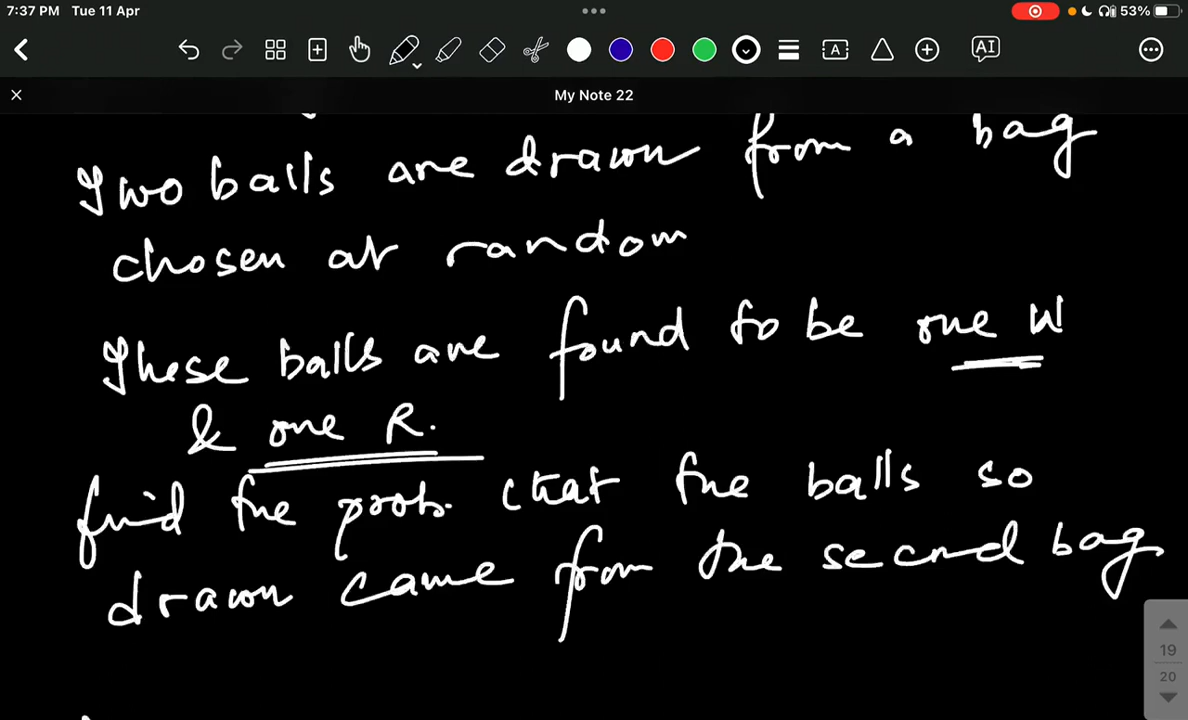 7:37 PM Tue 11 Apr
53%
A
AI
My Note 22
Two balls are drawn from a bag
chosen at random
These balls are found to be one W
& one R.
find the prob. that the balls so
drawn came from the second bag
19
20